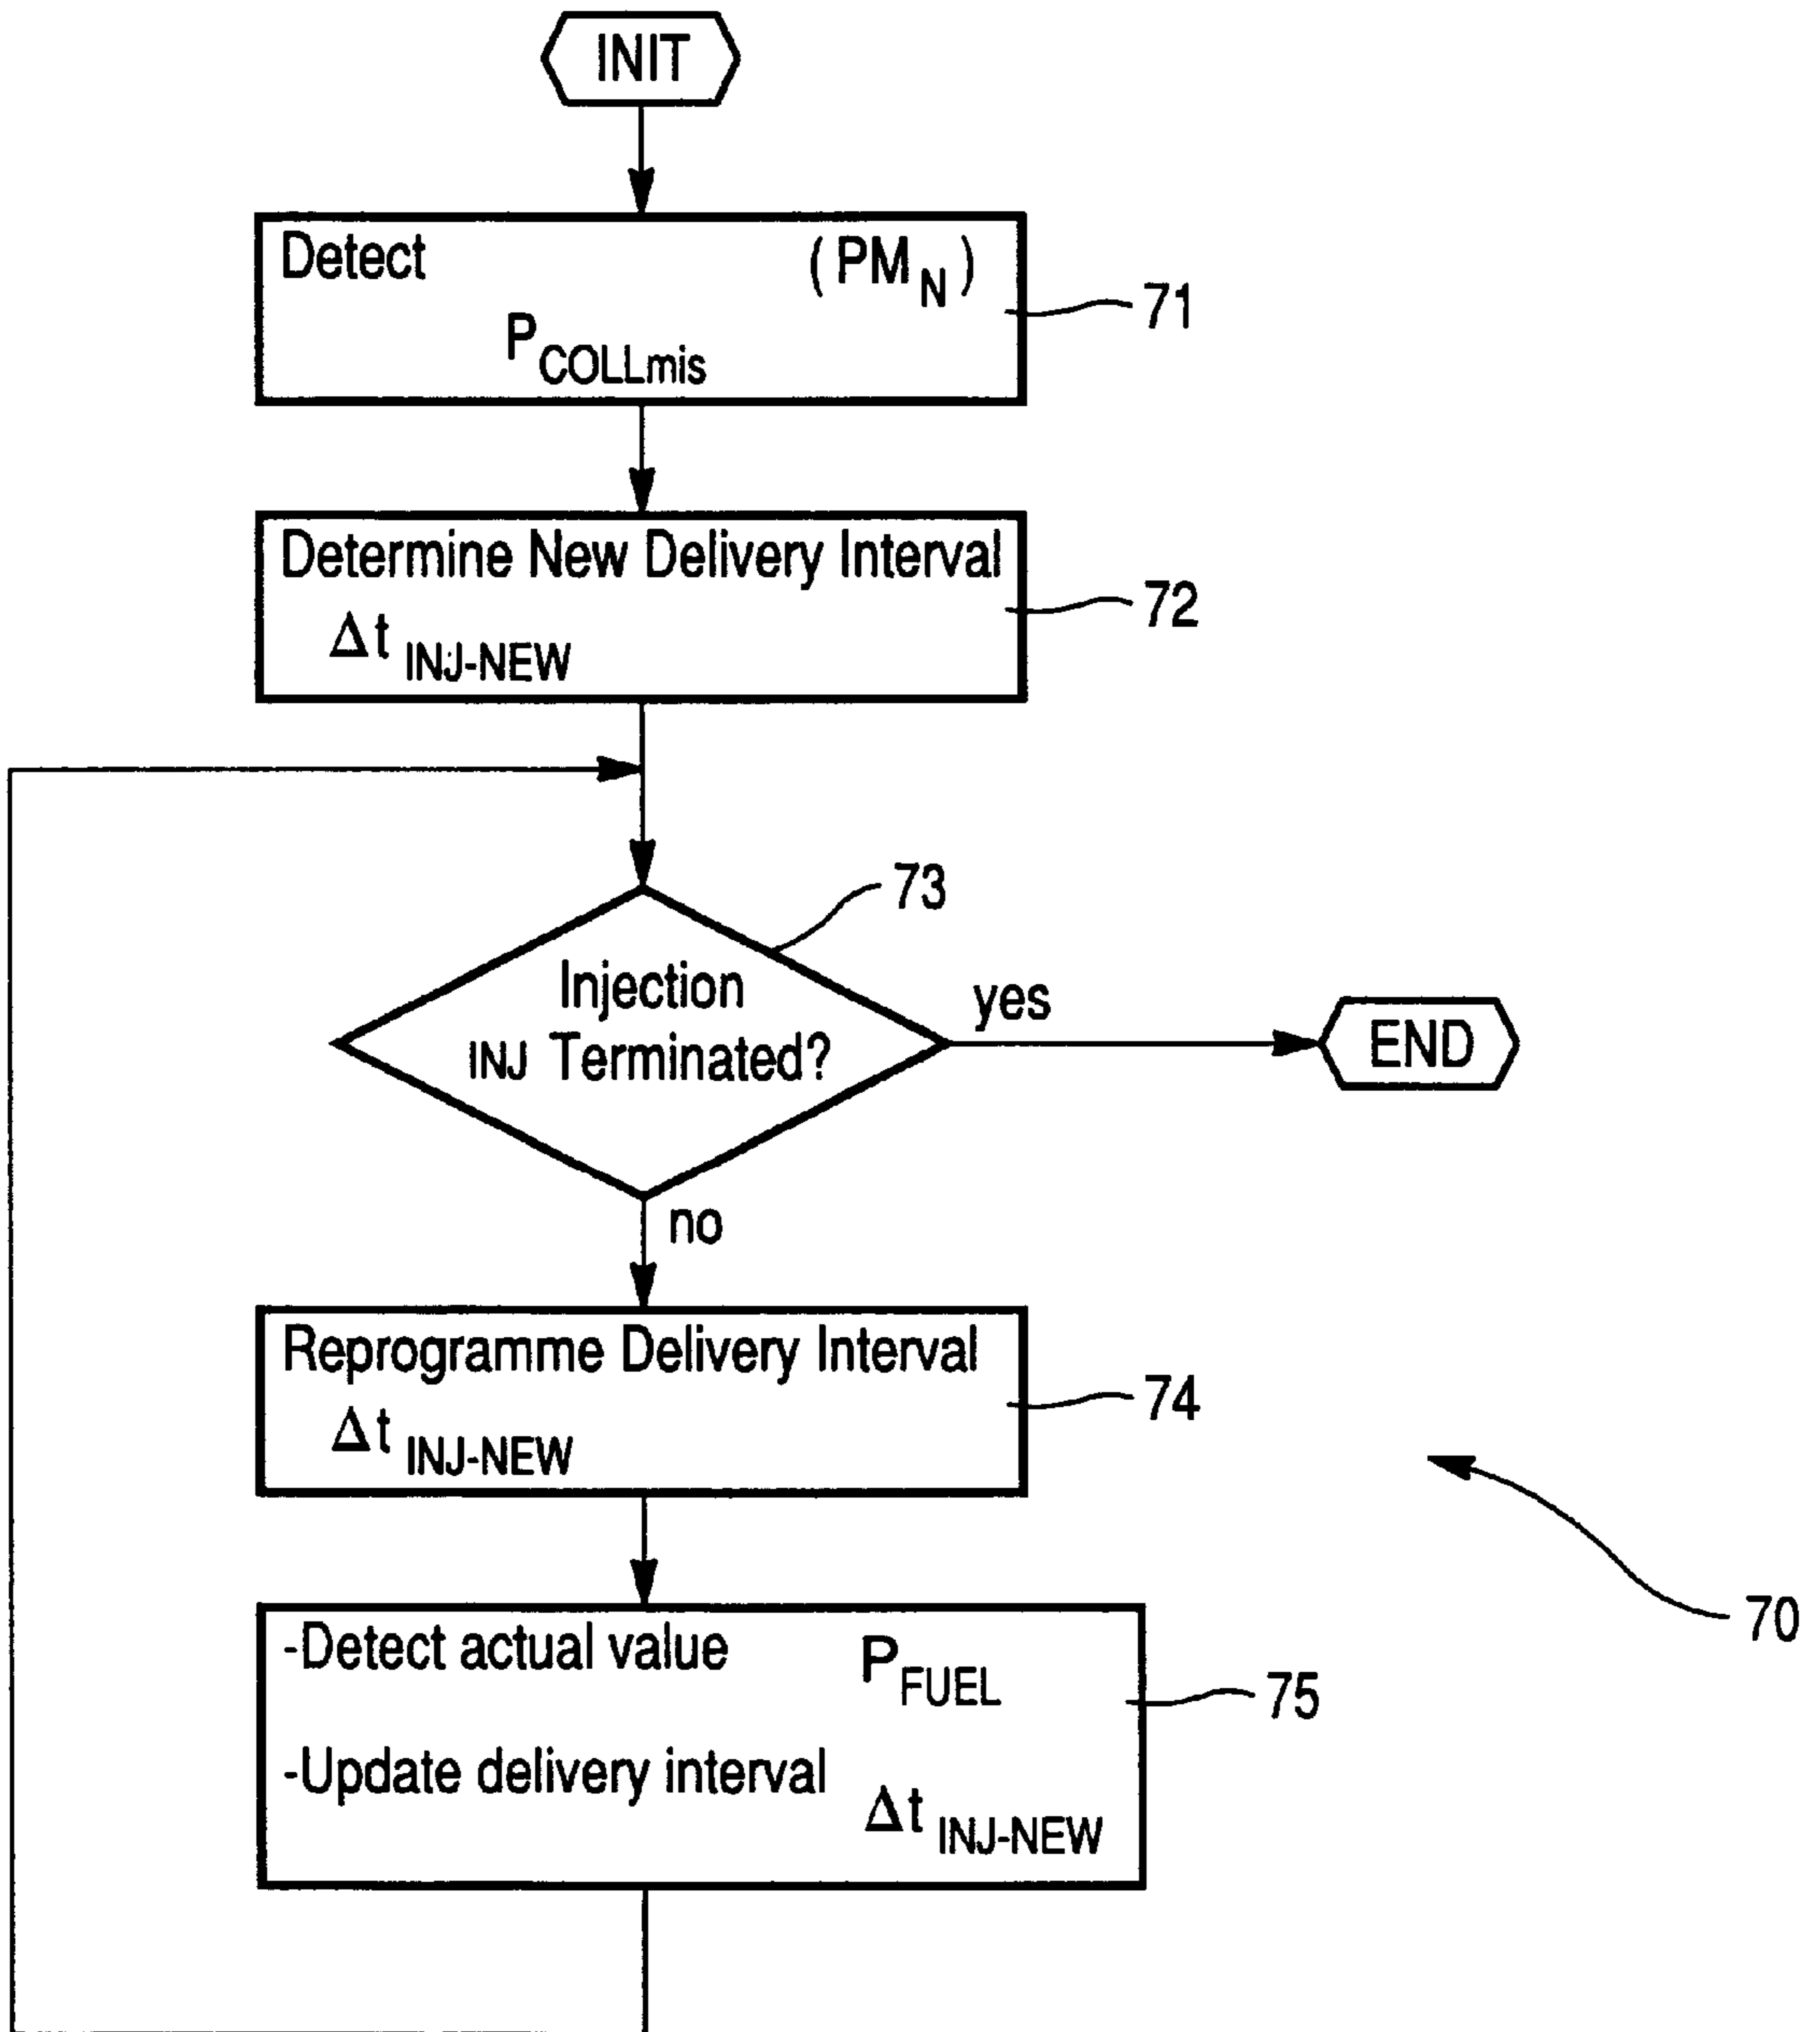 INIT
Detect (PM_N)
P_COLLmis
71
Determine New Delivery Interval
Δt INJ-NEW
72
73
Injection
INJ Terminated?
yes
END
no
Reprogramme Delivery Interval
Δt INJ-NEW
74
-Detect actual value P_FUEL
75
-Update delivery interval
Δt INJ-NEW
70